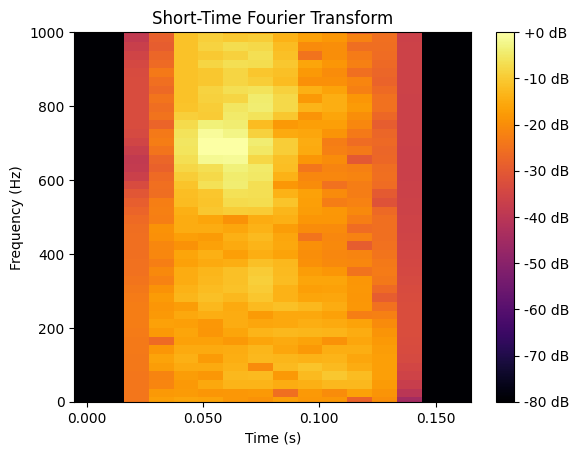 Short-Time Fourier Transform
1000
800
600
400
200
0
Frequency (Hz)
0.000
0.050
0.100
0.150
Time (s)
+0 dB
-10 dB
-20 dB
-30 dB
-40 dB
-50 dB
-60 dB
-70 dB
-80 dB